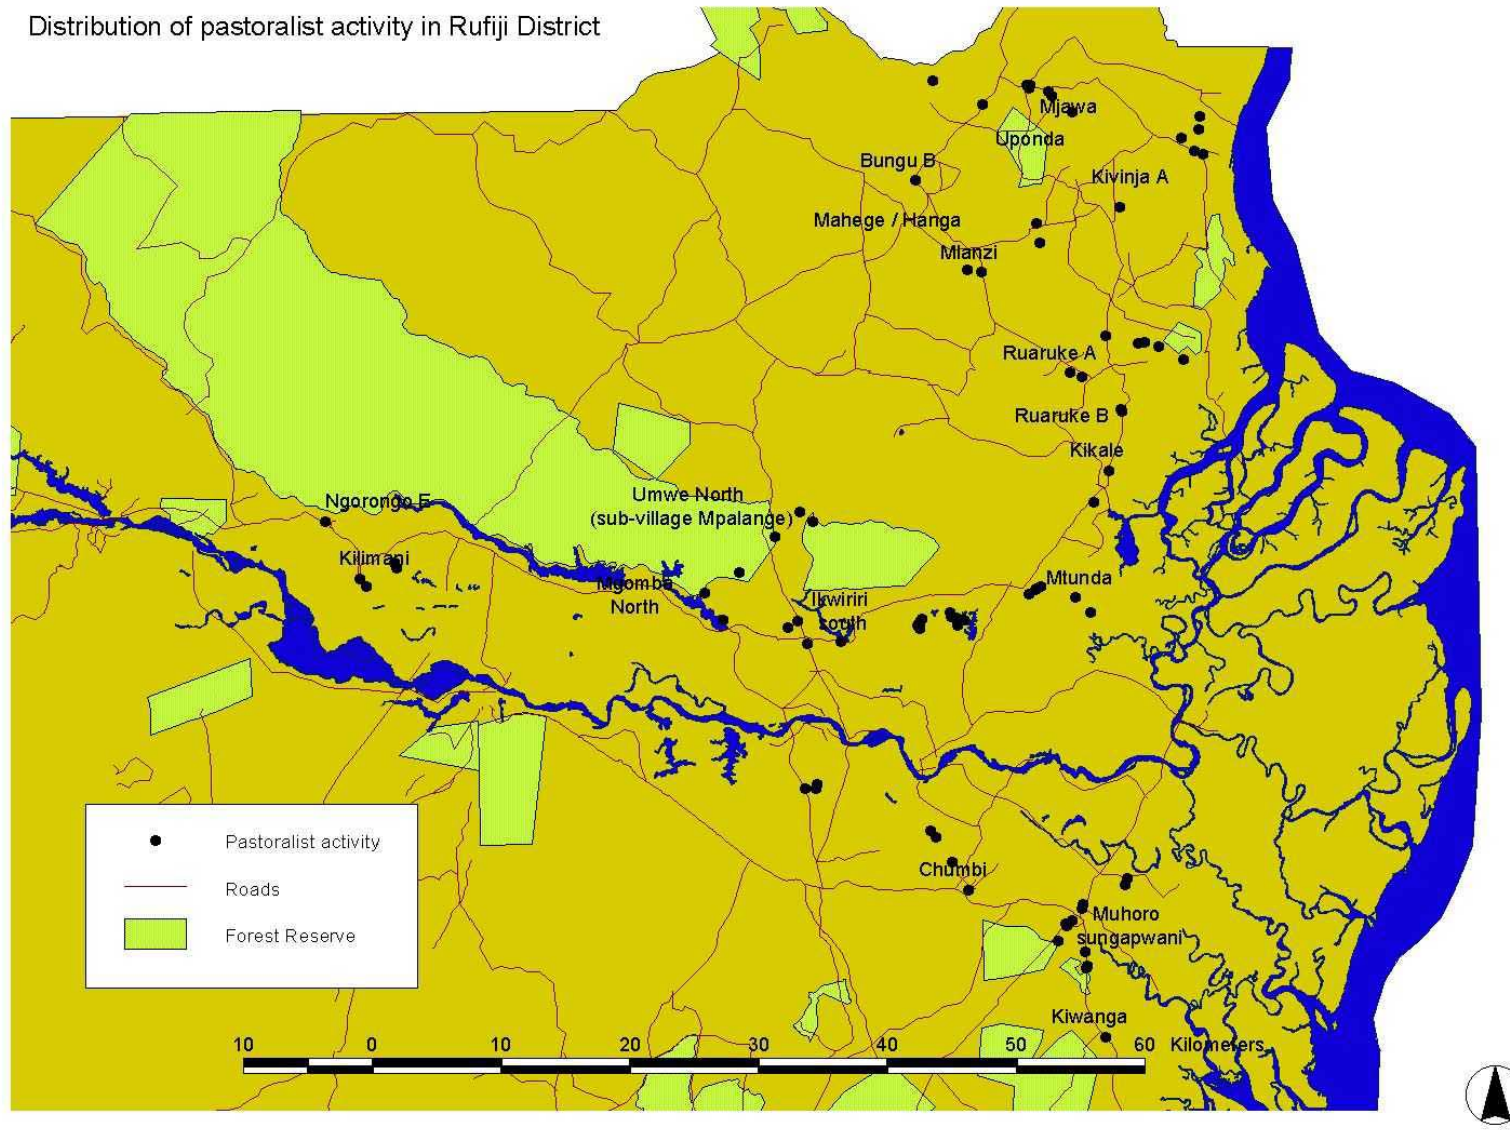 Distribution of pastoralist activity in Rufiji District
Mjawa
Uponda
Bungu B
Kivinja A
Mahege / Hanga
Mlanzi
Ruaruke A
Ruaruke B
Kikale
Umwe North
(sub-village Mpalange)
Ngorongo E
Kilimani
Mtunda
Mgomba
North
Ikwiriri
south
Pastoralist activity
Roads
Forest Reserve
Chumbi
Muhoro
sungapwani
Kiwanga
10 0 10 20 30 40 50 60 Kilometers